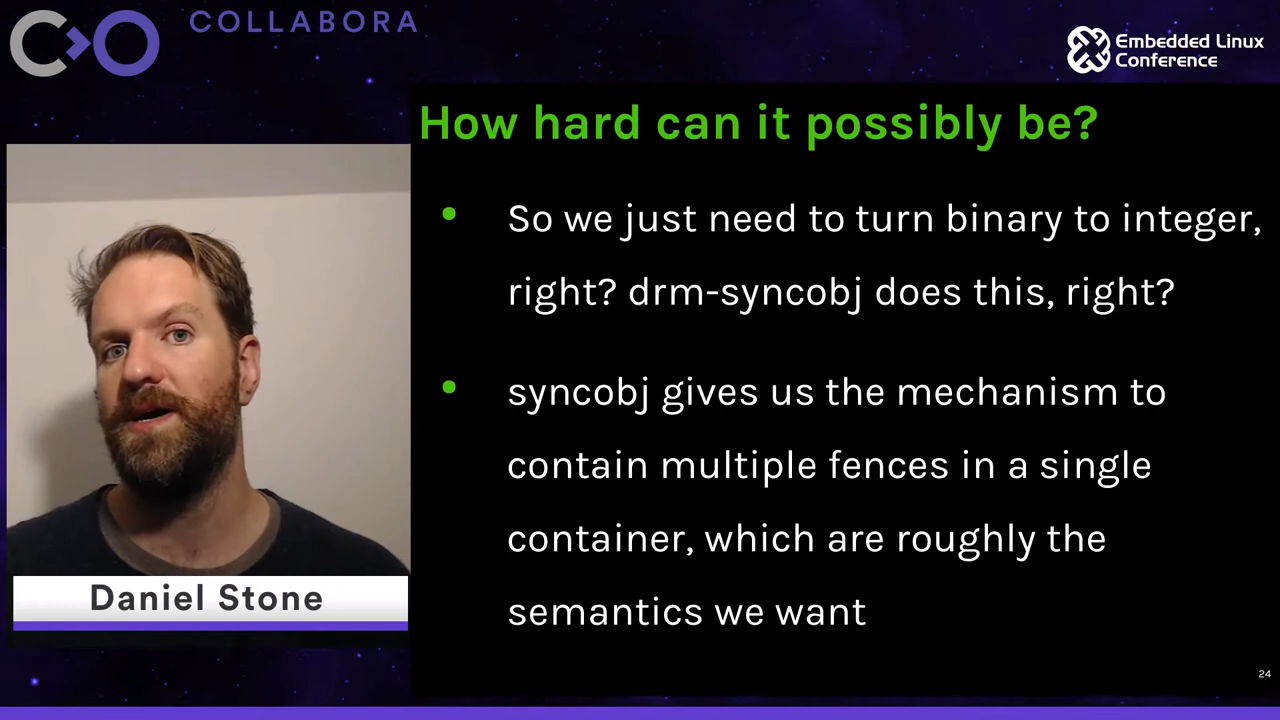 COLLABORA
Embedded Linux
Conference
How hard can it possibly be?
So we just need to turn binary to integer,
right? drm-syncobj does this, right?
syncobj gives us the mechanism to
contain multiple fences in a single
container, which are roughly the
semantics we want
Daniel Stone
24